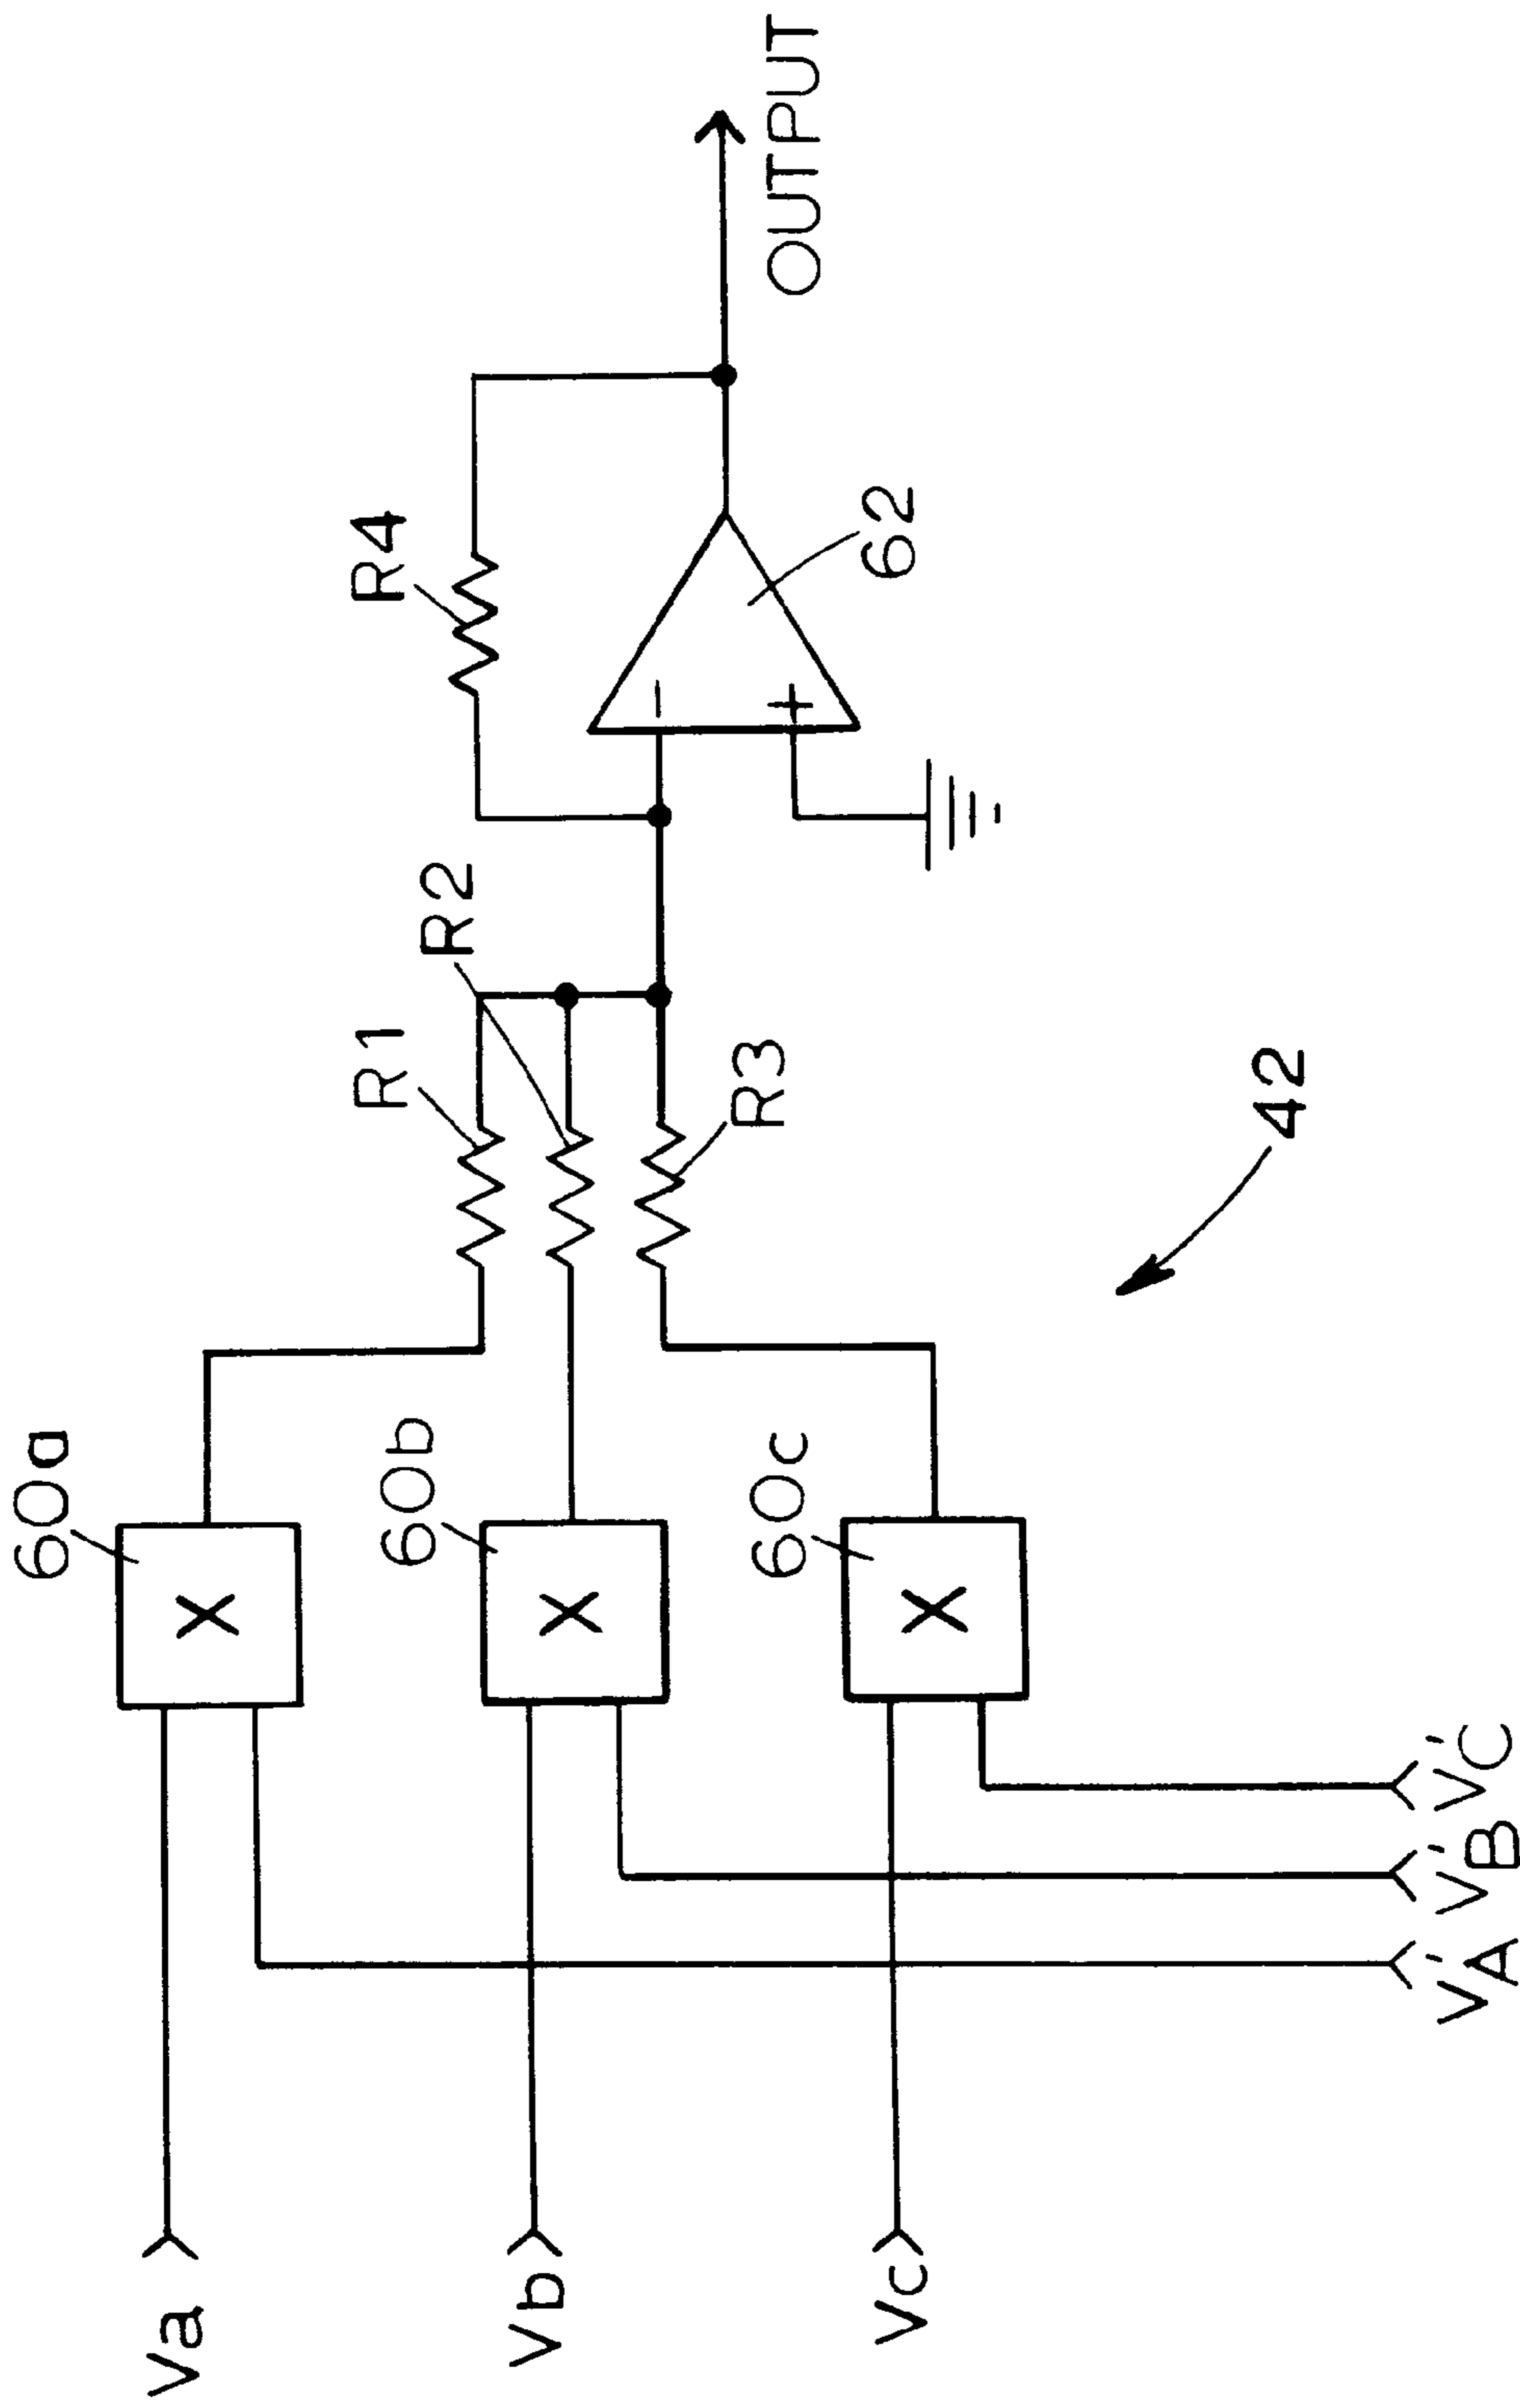 60a
X
Va
R1
R2
R4
60b
X
Vb
OUTPUT
-
+
62
R3
60c
X
Vc
V'A
V'B
V'C
42